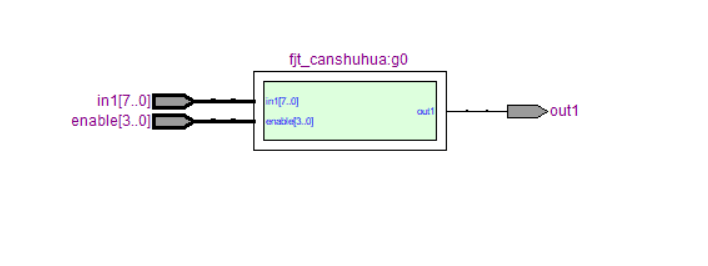 fjt_canshuhua:g0
in1[7..0]
enable[3..0]
in1[7..0]
enable[3..0]
out1
out1